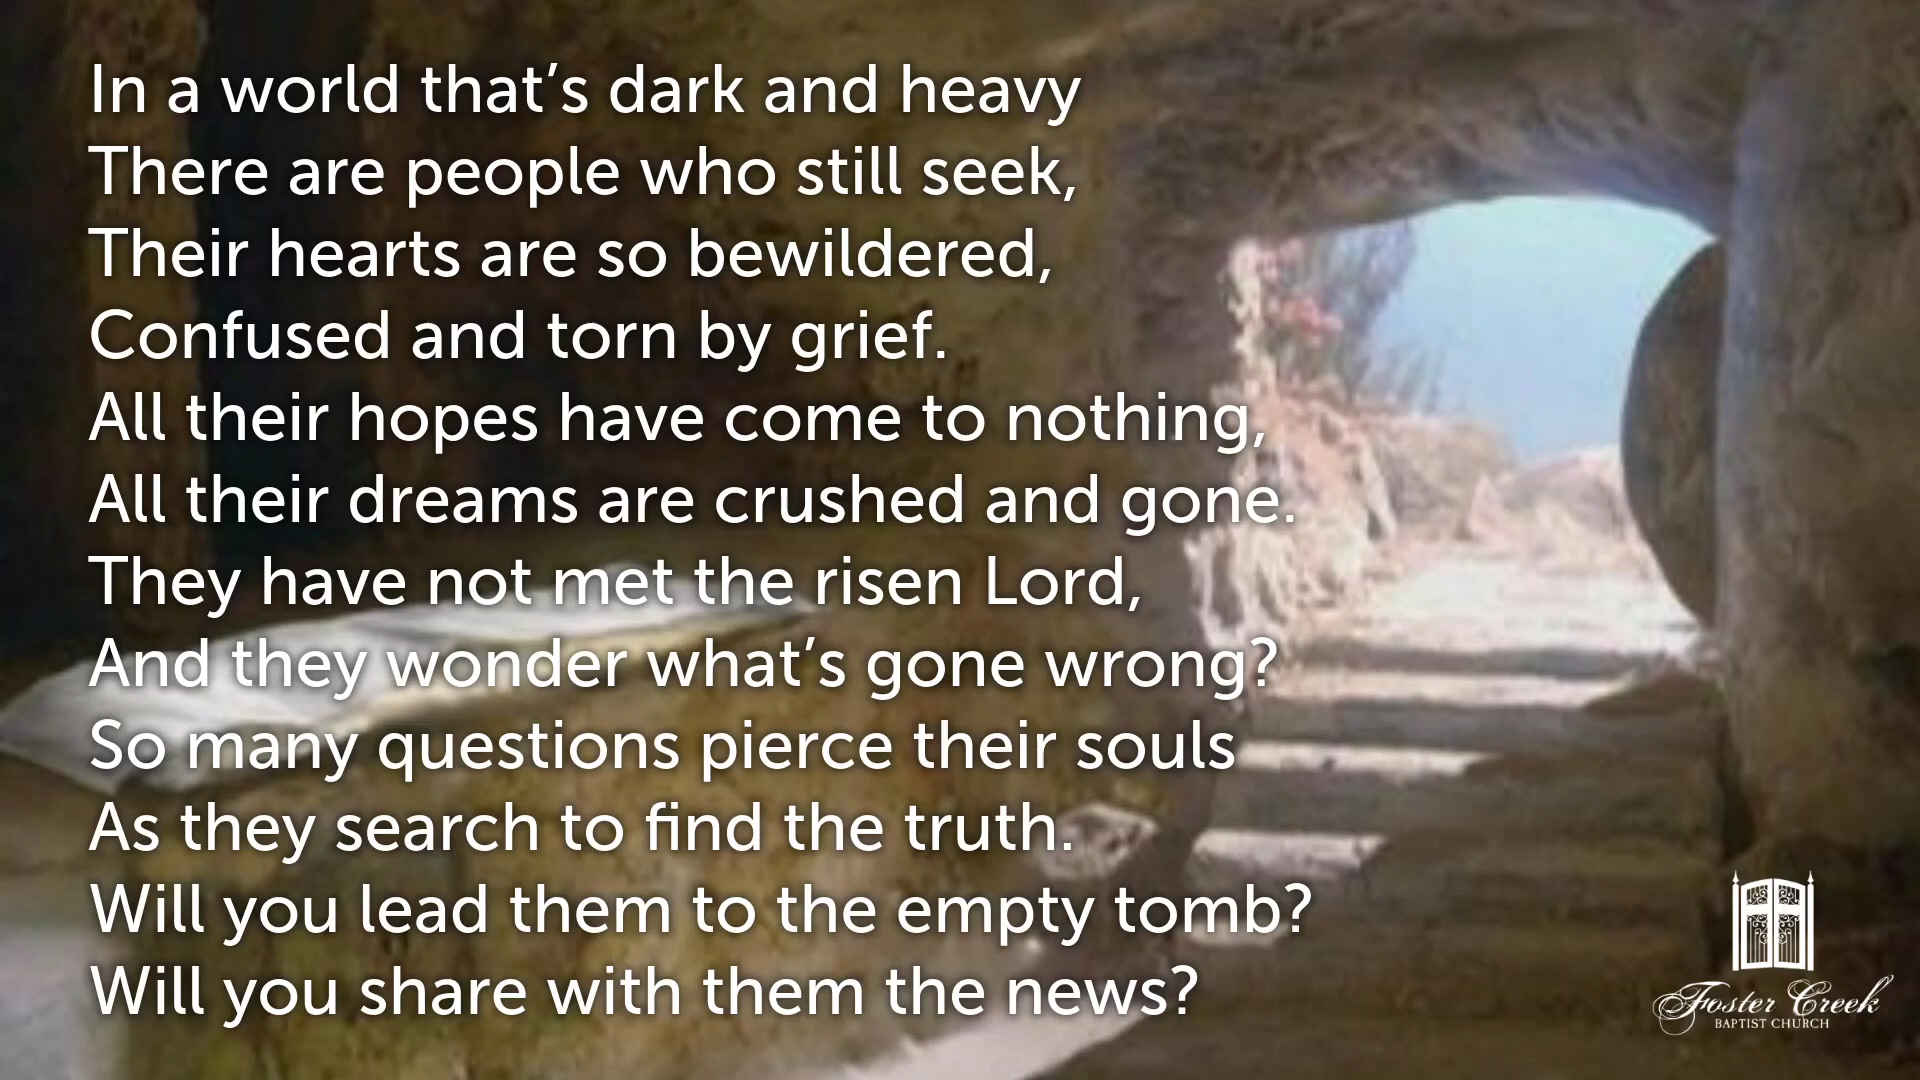 In a world that’s dark and heavy
There are people who still seek,
Their hearts are so bewildered,
Confused and torn by grief.
All their hopes have come to nothing,
All their dreams are crushed and gone.
They have not met the risen Lord,
And they wonder what’s gone wrong?
So many questions pierce their souls
As they search to find the truth.
Will you lead them to the empty tomb?
Will you share with them the news?
Foster Creek
BAPTIST CHURCH